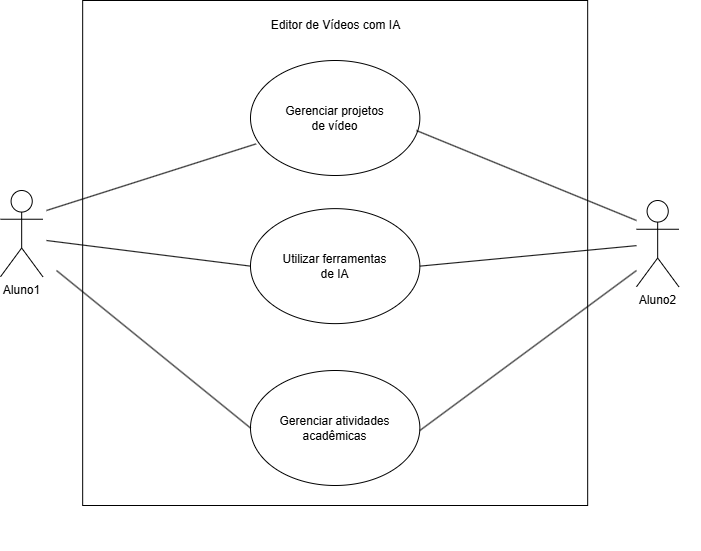 Editor de Vídeos com IA
Gerenciar projetos
de vídeo
Utilizar ferramentas
de IA
Aluno1
Aluno2
Gerenciar atividades
acadêmicas